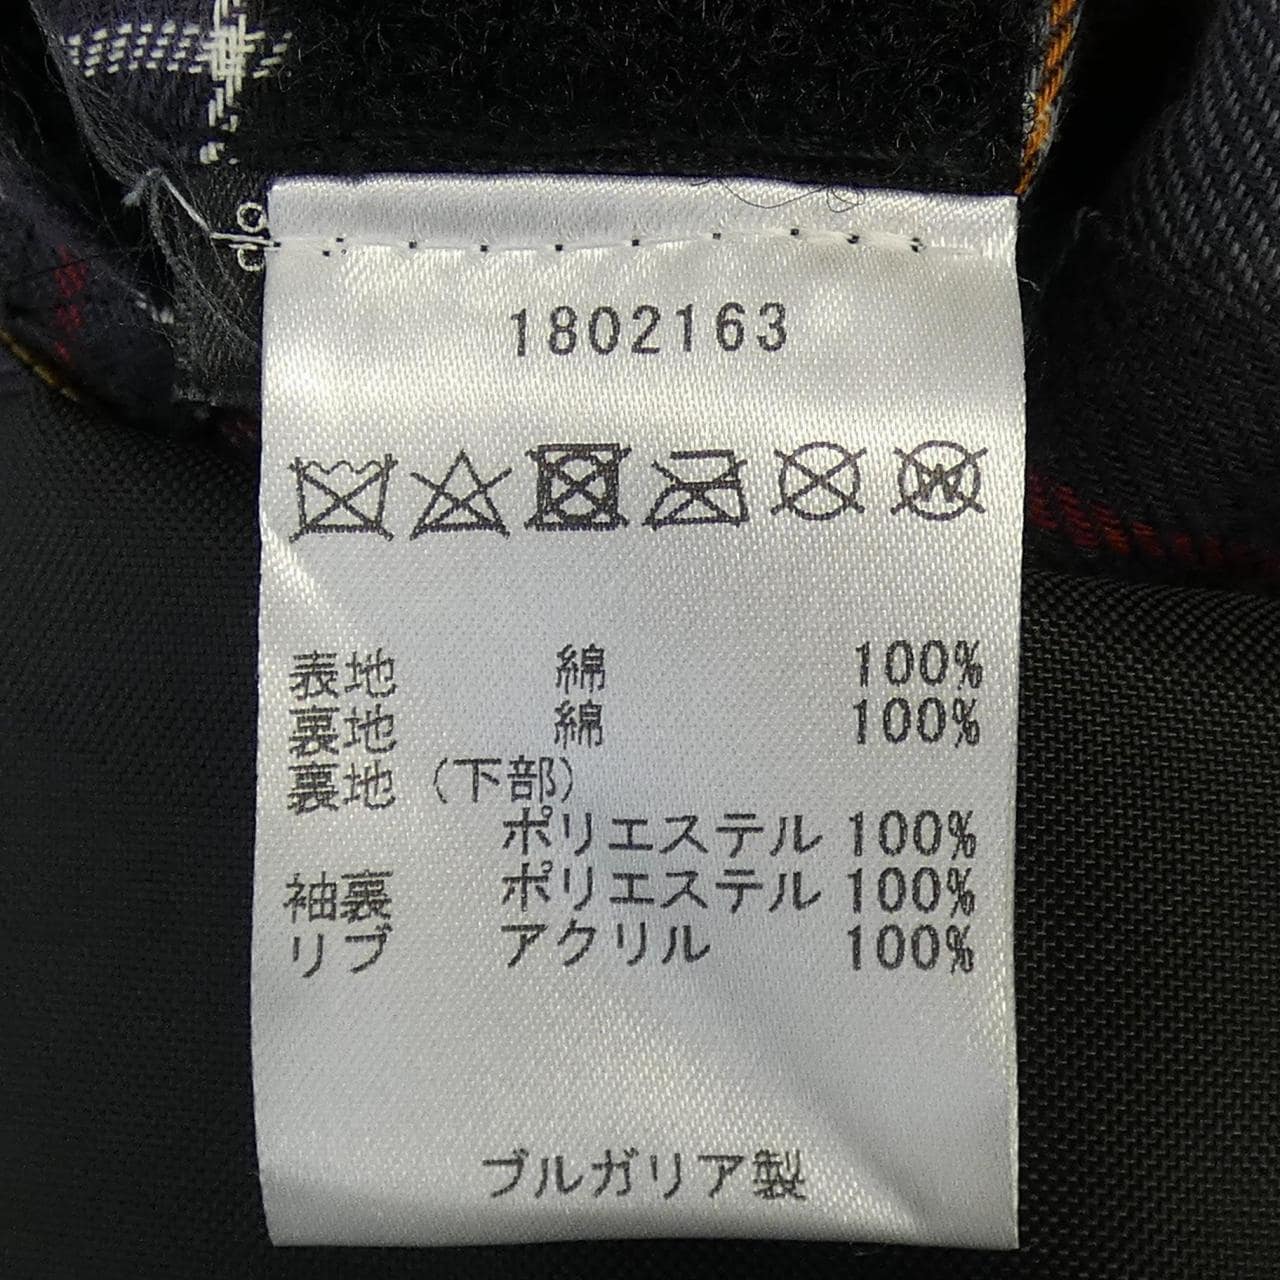 1802163
W
表地 綿 100%
裏地 綿 100%
裏地 (下部)
ポリエステル 100%
袖裏 ポリエステル 100%
リブ アクリル 100%
ブルガリア製